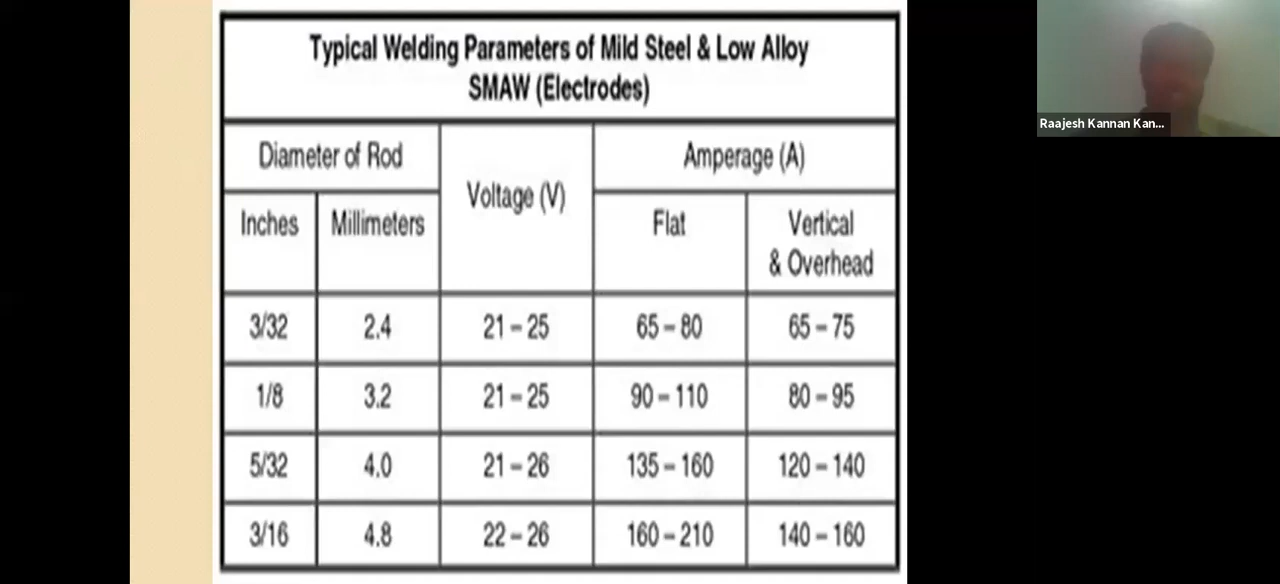 Typical Welding Parameters of Mild Steel & Low Alloy
SMAW (Electrodes)
Diameter of Rod
Voltage (V)
Amperage (A)
Inches
Millimeters
Flat
Vertical
& Overhead
3/32 2.4 21 – 25 65 – 80 65 – 75
1/8 3.2 21 – 25 90 – 110 80 – 95
5/32 4.0 21 – 26 135 – 160 120 – 140
3/16 4.8 22 – 26 160 – 210 140 – 160
Raajesh Kannan Kan...